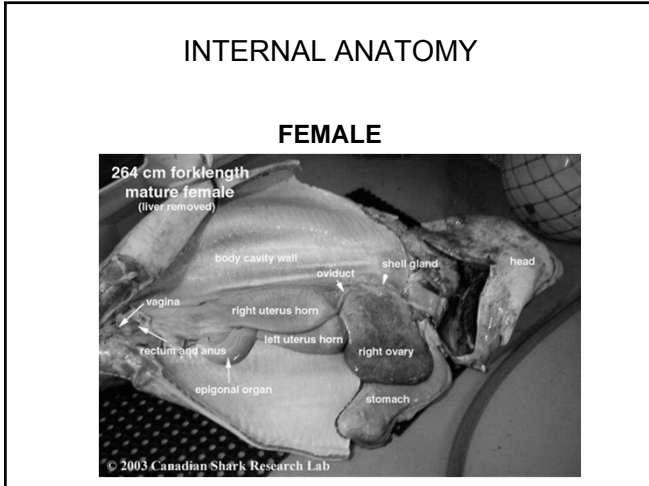 INTERNAL ANATOMY
FEMALE
264 cm forklength
mature female
(liver removed)
body cavity wall
oviduct
shell gland
head
vagina
right uterus horn
rectum and anus
left uterus horn
right ovary
epigonal organ
stomach
© 2003 Canadian Shark Research Lab